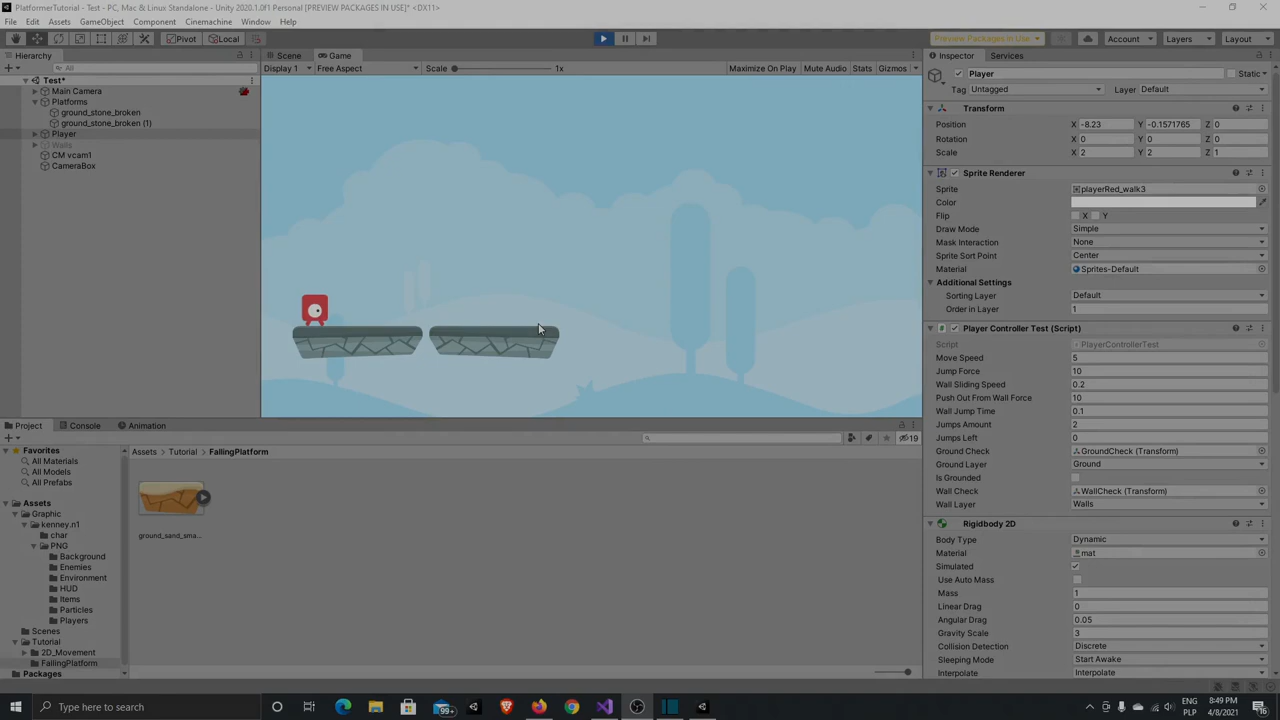 PlatformerTutorial - Test - PC, Mac & Linux Standalone - Unity 2020.1.0f1 Personal [PREVIEW PACKAGES IN USE]* <DX11>
File Edit Assets GameObject Component Cinemachine Window Help
Pivot Local Preview Packages in Use Account Layers Layout
Hierarchy Scene Game Inspector Services
All Display 1 Free Aspect Scale 1x Maximize On Play Mute Audio Stats Gizmos Player Static
Test*
Main Camera
Tag Untagged Layer Default
Platforms
Transform
ground_stone_broken
ground_stone_broken (1)
Position X -8.23 Y -0.1571765 Z 0
Player
Rotation X 0 Y 0 Z 0
Walls
CM vcam1
Scale X 2 Y 2 Z 1
CameraBox
Sprite Renderer
Sprite playerRed_walk3
Color
Flip X Y
Draw Mode Simple
Mask Interaction None
Sprite Sort Point Center
Material Sprites-Default
Additional Settings
Sorting Layer Default
Order in Layer 1
Player Controller Test (Script)
Script PlayerControllerTest
Move Speed 5
Jump Force 10
Wall Sliding Speed 0.2
Push Out From Wall Force 10
Wall Jump Time 0.1
Jumps Amount 2
Jumps Left 0
Ground Check GroundCheck (Transform)
Ground Layer Ground
Is Grounded
Wall Check WallCheck (Transform)
Wall Layer Walls
Rigidbody 2D
Body Type Dynamic
Material mat
Simulated
Use Auto Mass
Mass 1
Linear Drag 0
Angular Drag 0.05
Gravity Scale 3
Collision Detection Discrete
Sleeping Mode Start Awake
Interpolate Interpolate
Project Console Animation
19
Favorites
All Materials
All Models
All Prefabs
Assets
Graphic
kenney.n1
char
PNG
Background
Enemies
Environment
HUD
Items
Particles
Players
Scenes
Tutorial
2D_Movement
FallingPlatform
Packages
Assets > Tutorial > FallingPlatform
ground_sand_sma...
Type here to search
99+
ENG
PLP
8:49 PM
4/8/2021
16